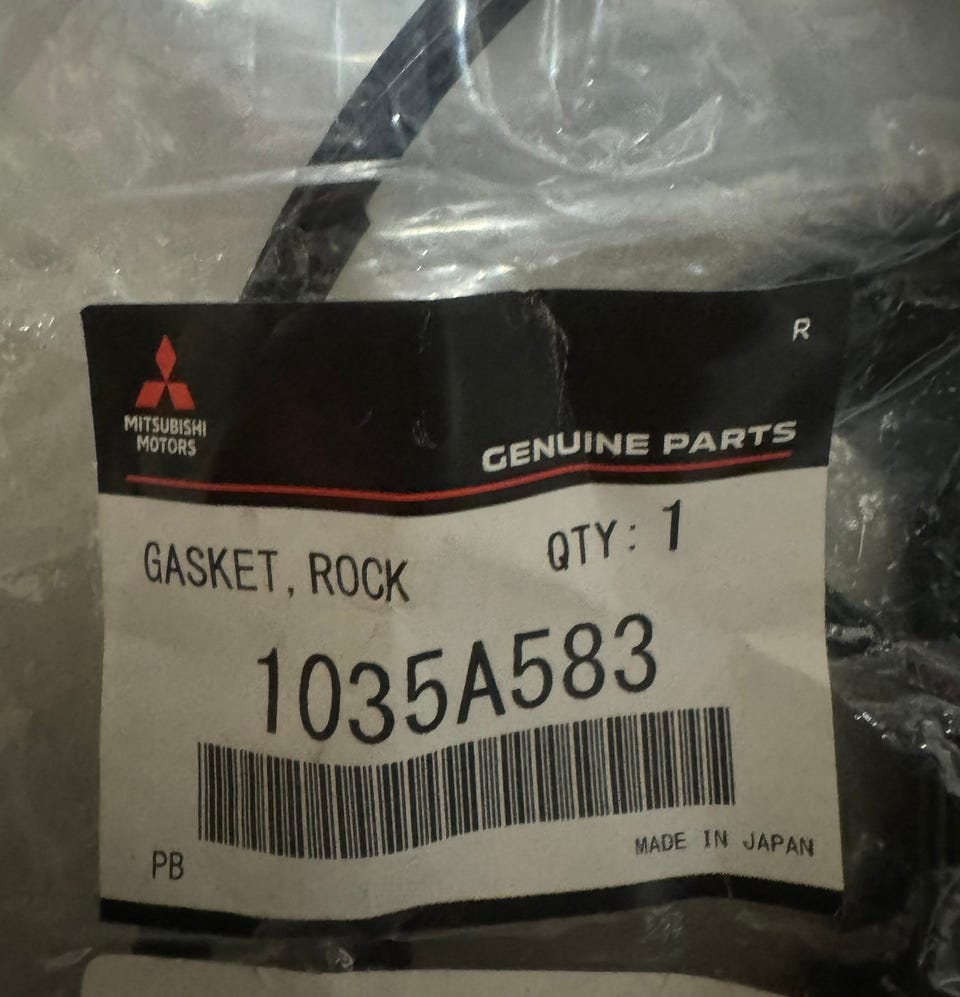 R
MITSUBISHI
MOTORS
GENUINE PARTS
GASKET, ROCK QTY: 1
1035A583
PB MADE IN JAPAN